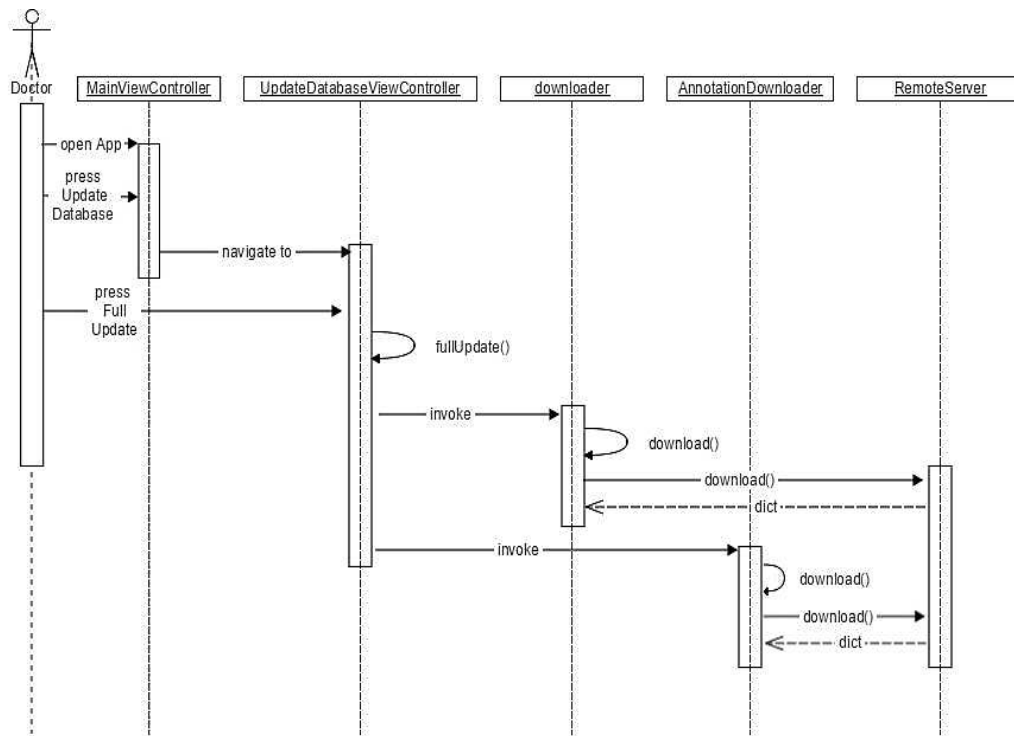 Doctor
MainViewController
UpdateDatabaseViewController
downloader
AnnotationDownloader
RemoteServer
open App
press
Update
Database
navigate to
press
Full
Update
fullUpdate()
invoke
download()
download()
dict
invoke
download()
download()
dict